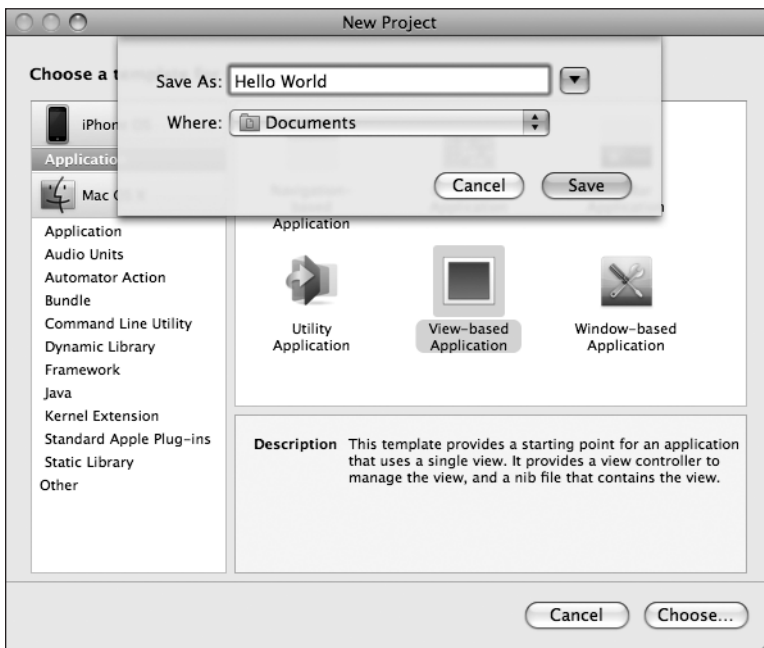 New Project
Choose a t
Save As: Hello World
Where: Documents
Cancel Save
iPhon
Applicatio
Mac
Application
Audio Units
Automator Action
Bundle
Command Line Utility
Dynamic Library
Framework
Java
Kernel Extension
Standard Apple Plug-ins
Static Library
Other
Application
Utility
Application
View-based
Application
Window-based
Application
Description This template provides a starting point for an application
that uses a single view. It provides a view controller to
manage the view, and a nib file that contains the view.
Cancel Choose...